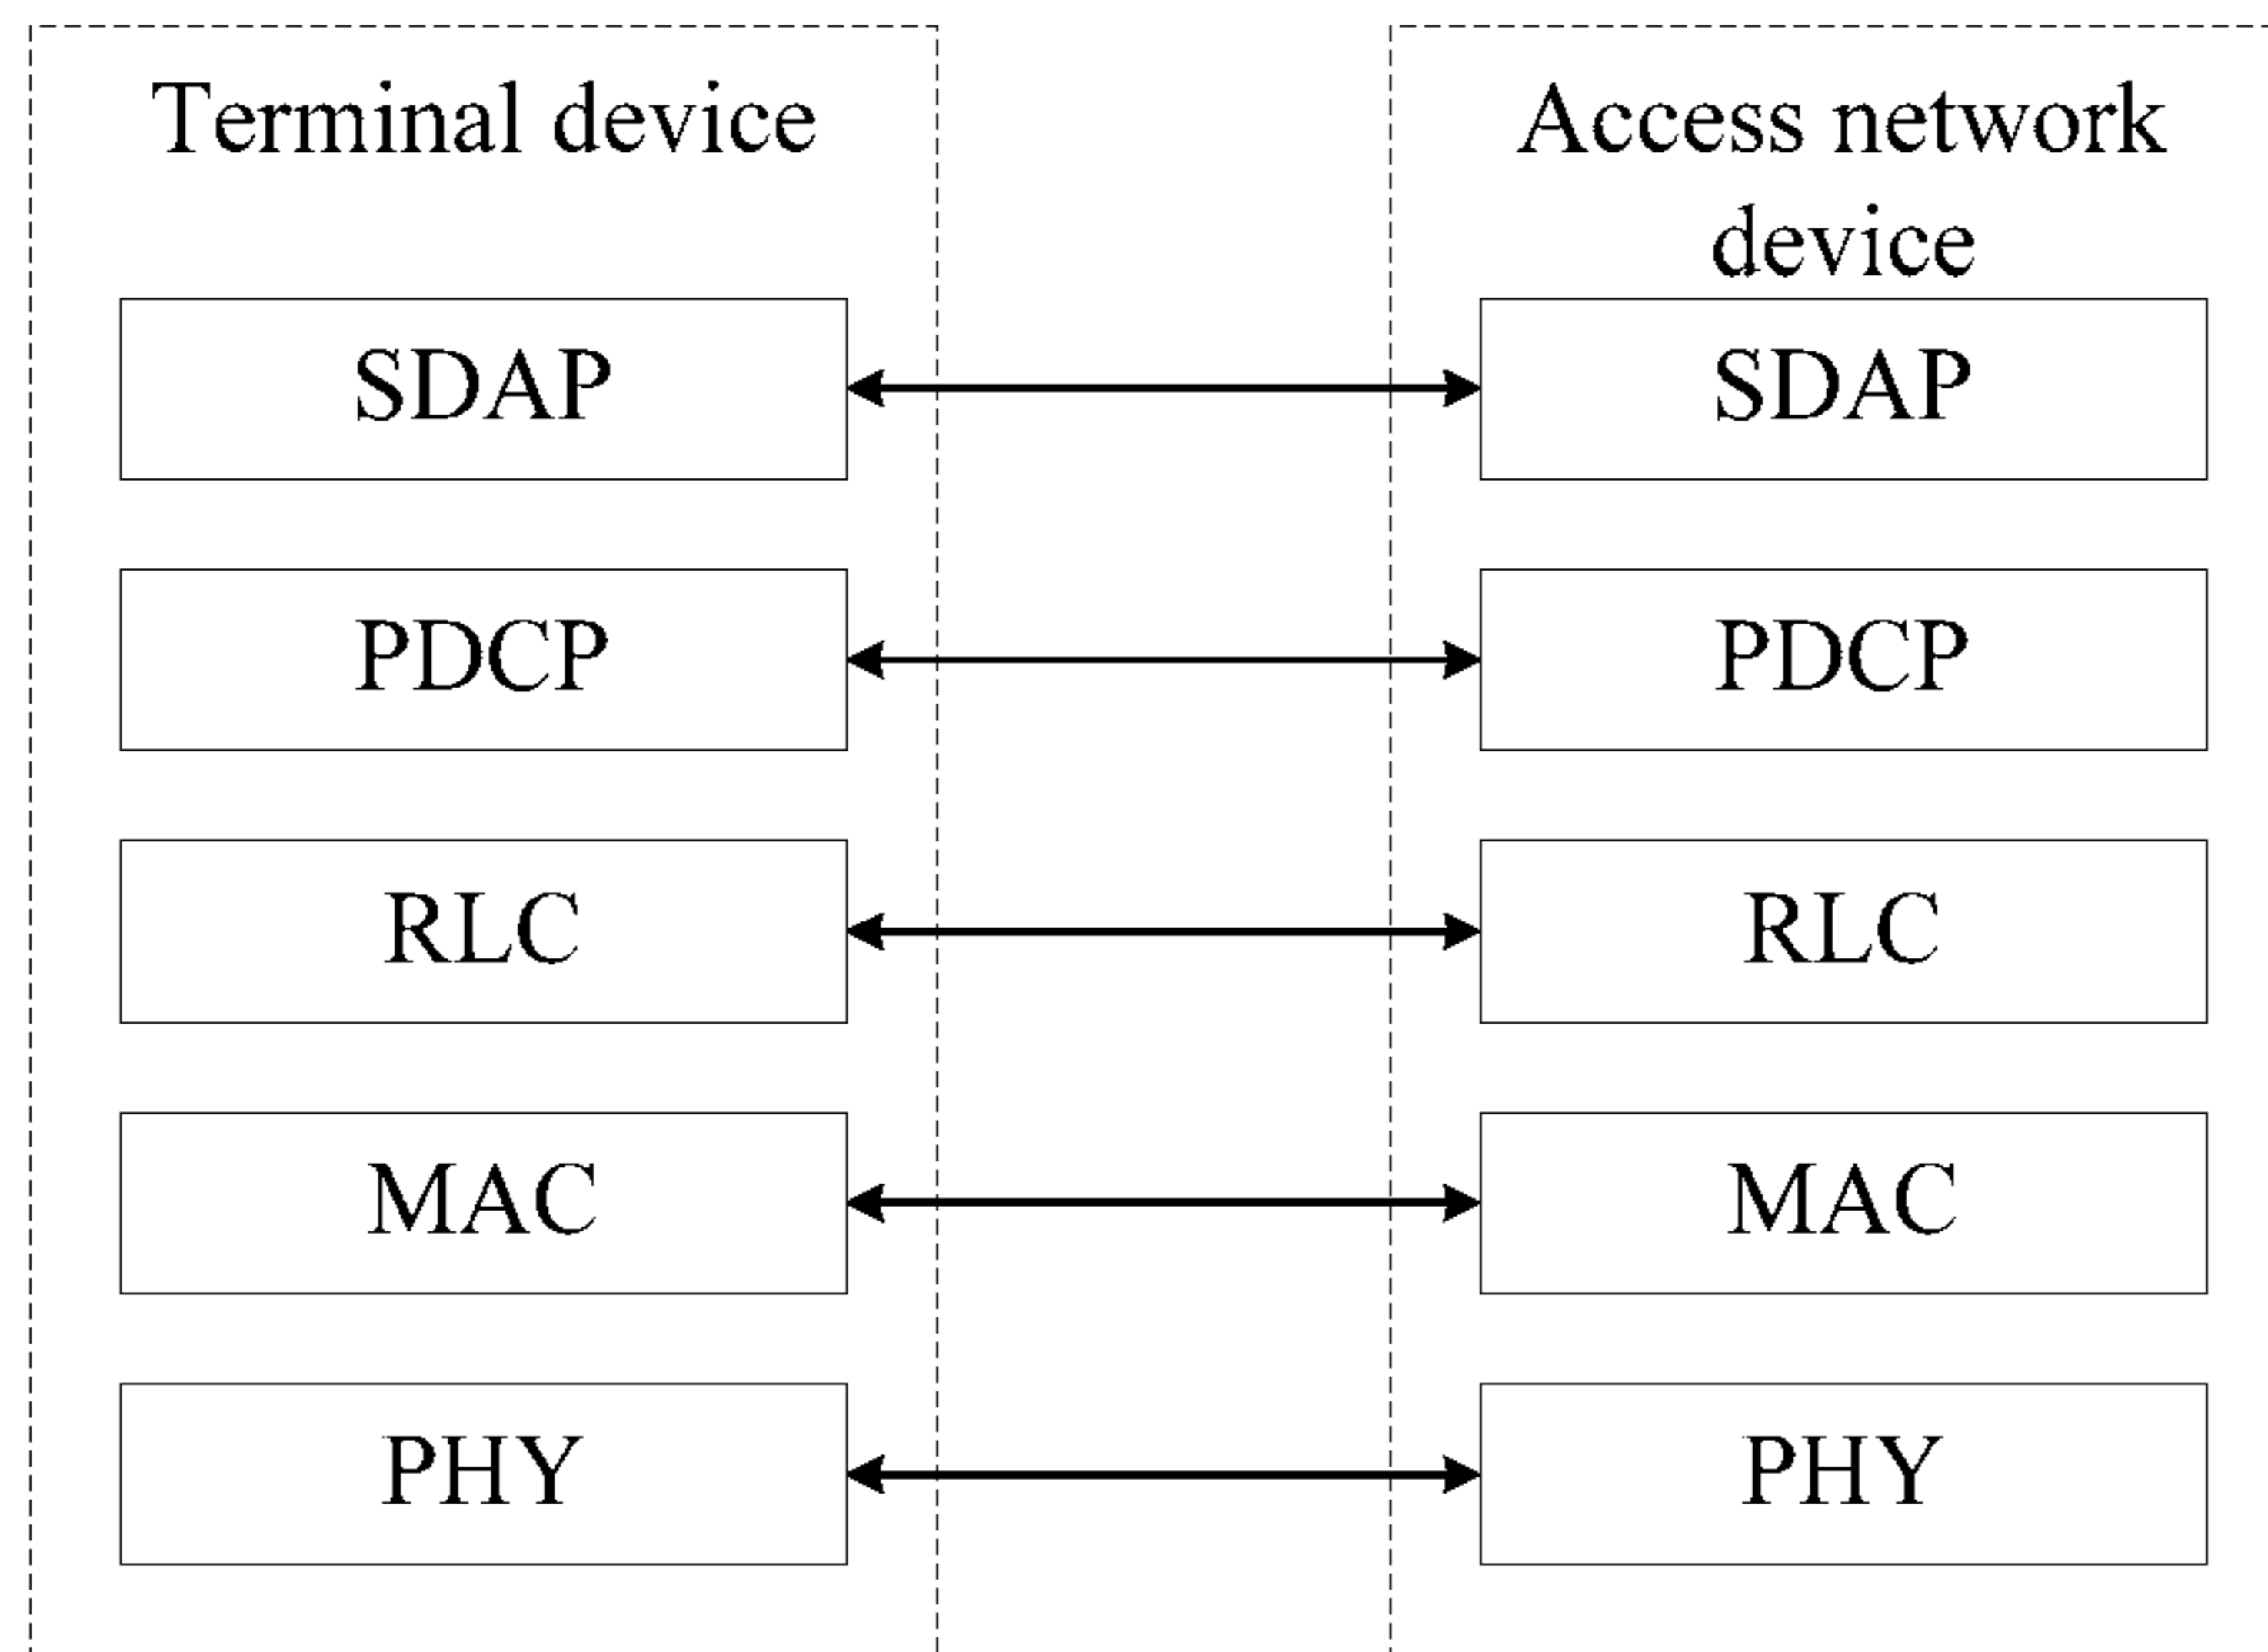 Terminal device
Access network
device
SDAP
SDAP
PDCP
PDCP
RLC
RLC
MAC
MAC
PHY
PHY